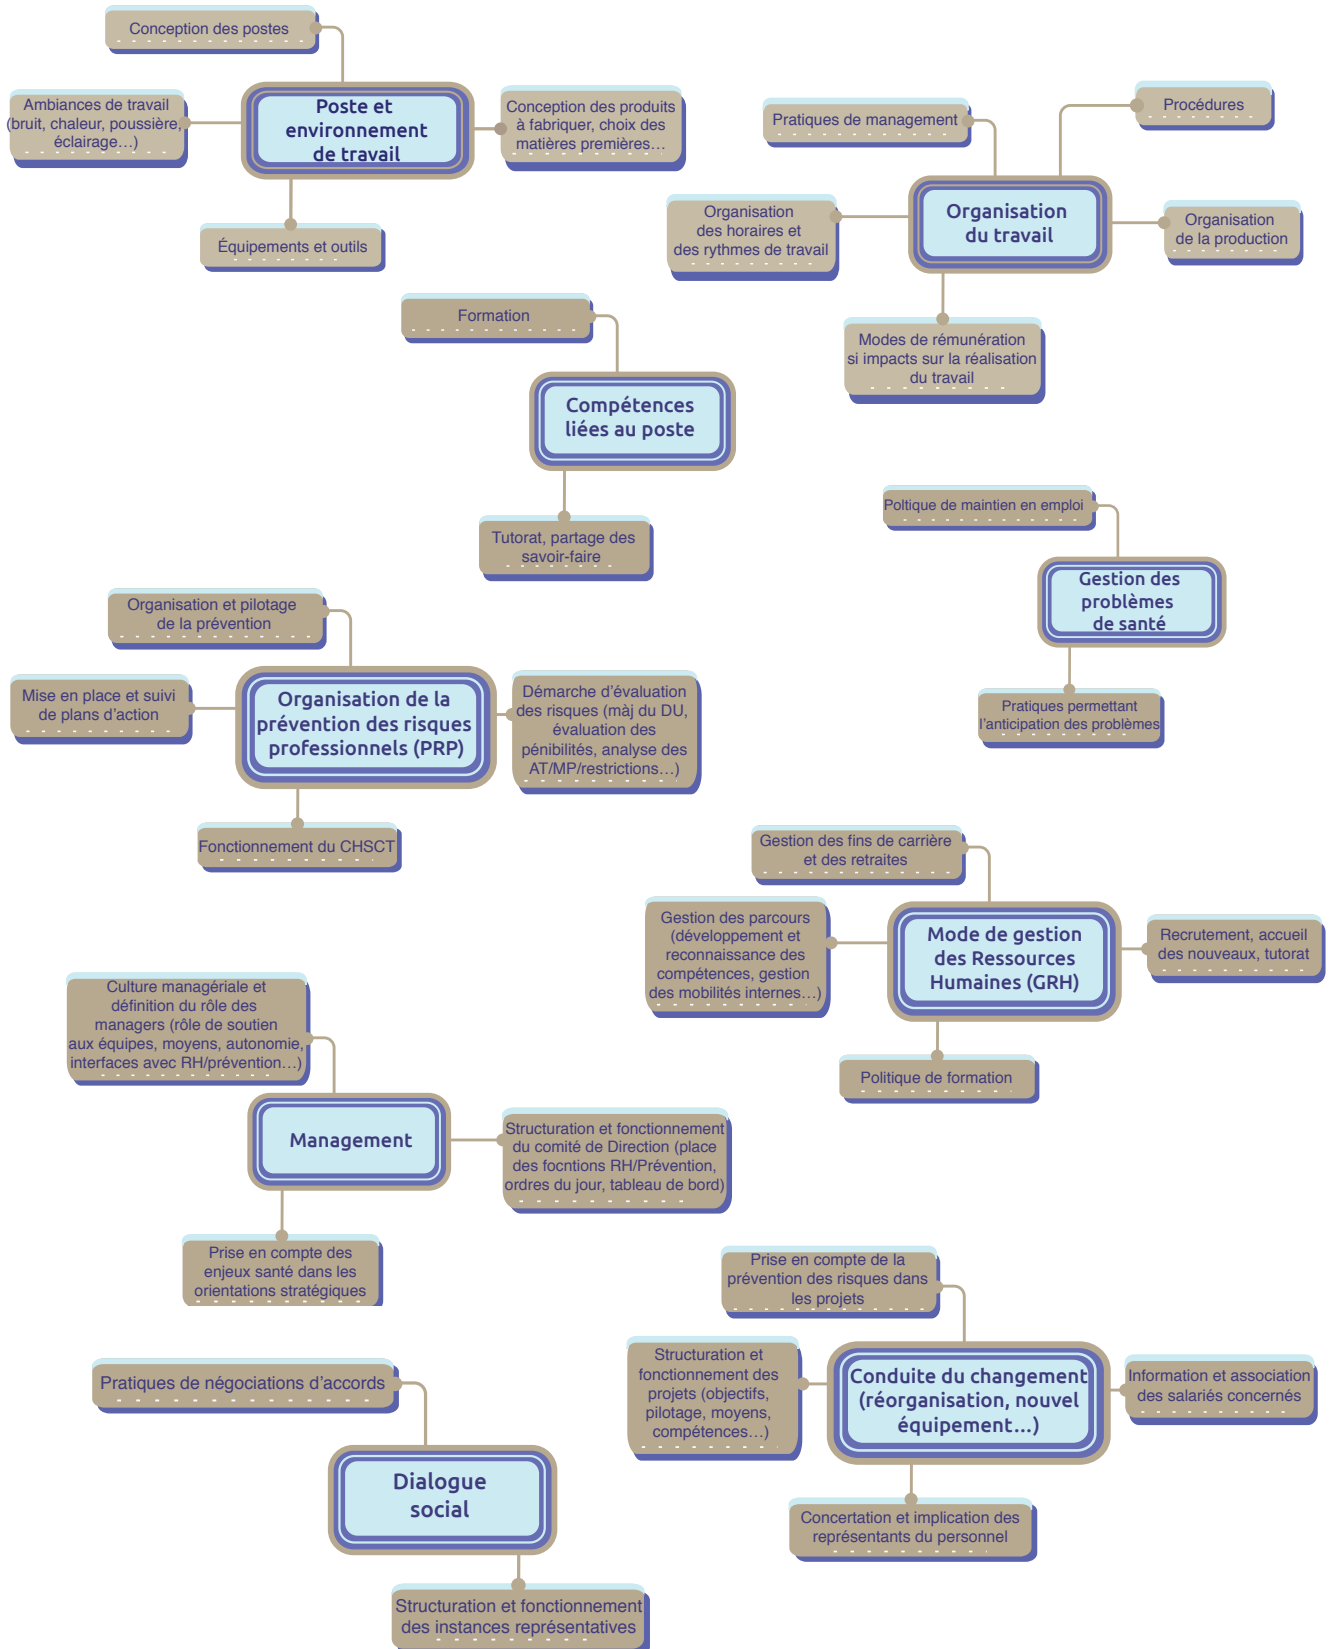 Conception des postes
Ambiances de travail
(bruit, chaleur, poussière,
éclairage…)
Poste et
environnement
de travail
Conception des produits
à fabriquer, choix des
matières premières…
Équipements et outils
Pratiques de management
Procédures
Organisation
des horaires et
des rythmes de travail
Organisation
du travail
Organisation
de la production
Modes de rémunération
si impacts sur la réalisation
du travail
Formation
Compétences
liées au poste
Tutorat, partage des
savoir-faire
Poltique de maintien en emploi
Gestion des
problèmes
de santé
Pratiques permettant
l’anticipation des problèmes
Organisation et pilotage
de la prévention
Mise en place et suivi
de plans d’action
Organisation de la
prévention des risques
professionnels (PRP)
Démarche d’évaluation
des risques (màj du DU,
évaluation des
pénibilités, analyse des
AT/MP/restrictions…)
Fonctionnement du CHSCT
Gestion des fins de carrière
et des retraites
Gestion des parcours
(développement et
reconnaissance des
compétences, gestion
des mobilités internes…)
Mode de gestion
des Ressources
Humaines (GRH)
Recrutement, accueil
des nouveaux, tutorat
Politique de formation
Culture managériale et
définition du rôle des
managers (rôle de soutien
aux équipes, moyens, autonomie,
interfaces avec RH/prévention…)
Management
Structuration et fonctionnement
du comité de Direction (place
des focntions RH/Prévention,
ordres du jour, tableau de bord)
Prise en compte des
enjeux santé dans les
orientations stratégiques
Prise en compte de la
prévention des risques dans
les projets
Structuration et
fonctionnement des
projets (objectifs,
pilotage, moyens,
compétences…)
Conduite du changement
(réorganisation, nouvel
équipement…)
Information et association
des salariés concernés
Concertation et implication des
représentants du personnel
Pratiques de négociations d’accords
Dialogue
social
Structuration et fonctionnement
des instances représentatives